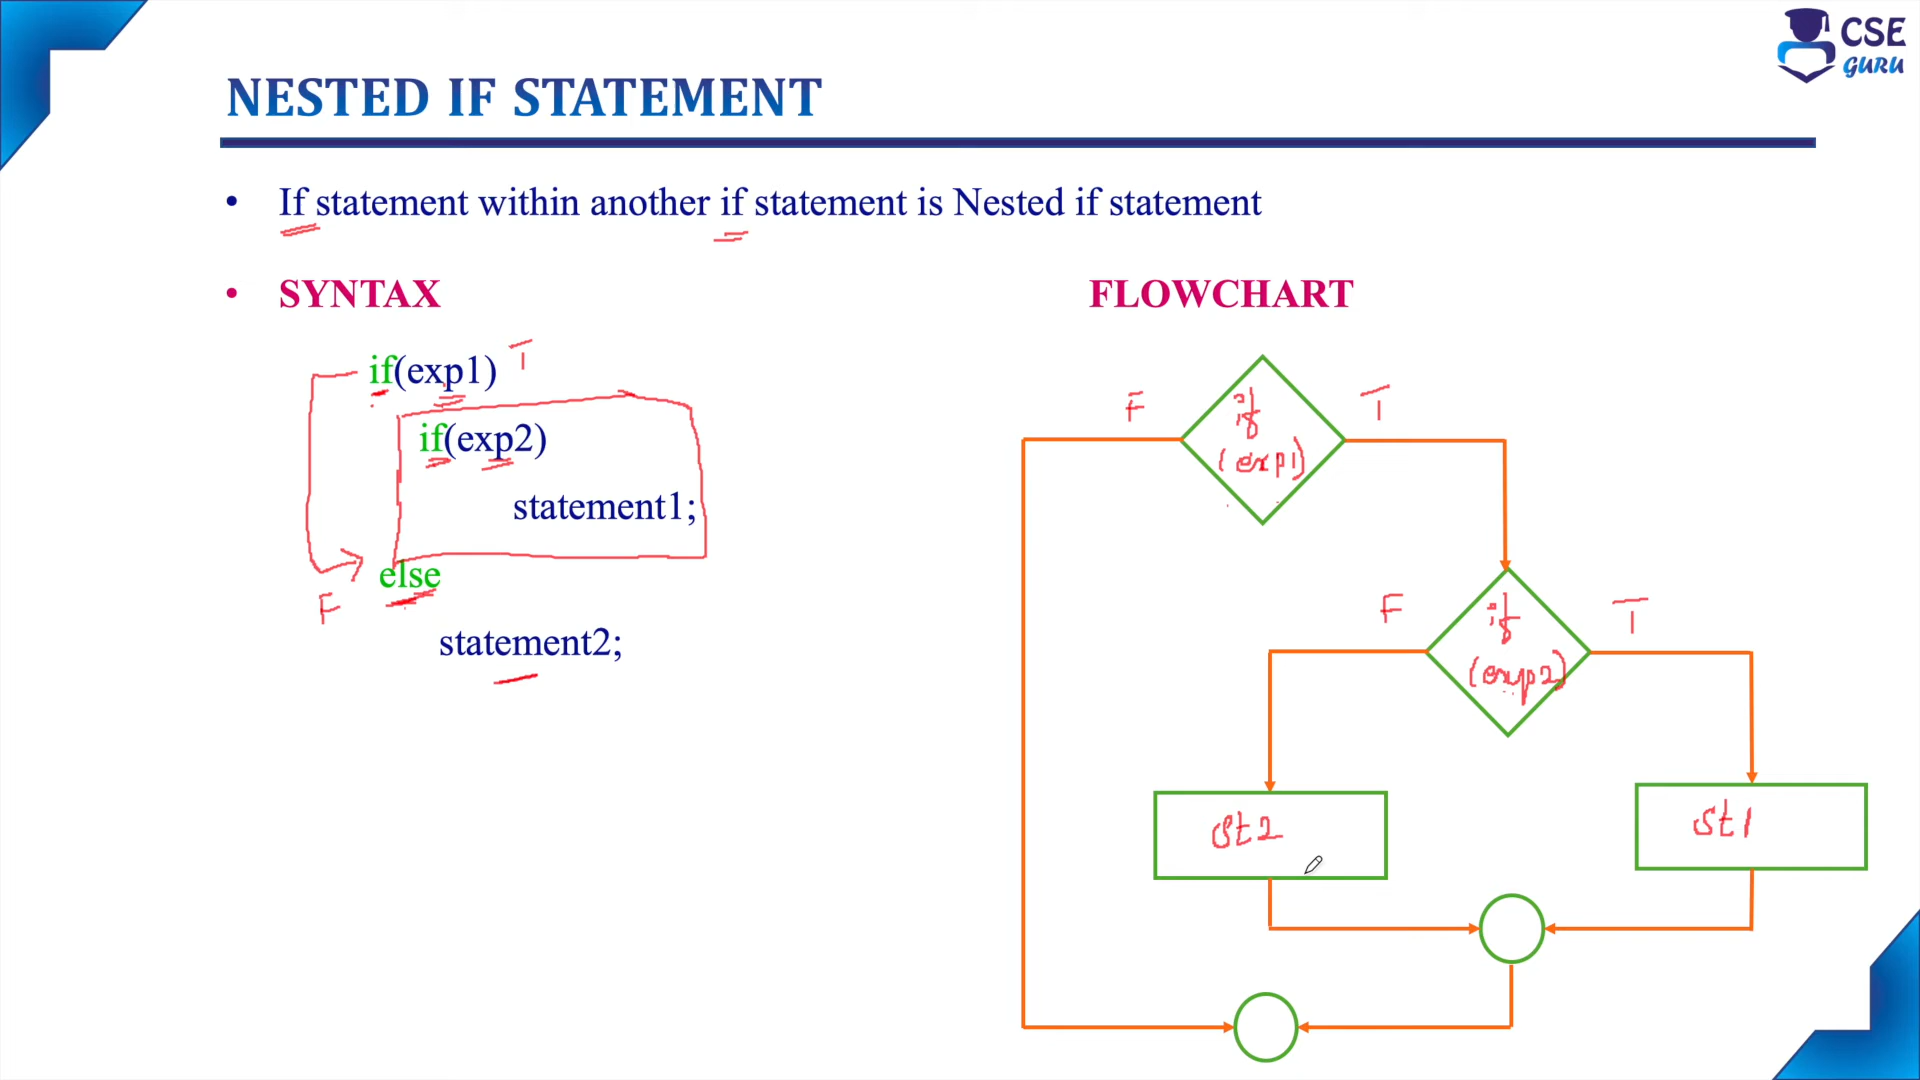 CSE
GURU
NESTED IF STATEMENT
• If statement within another if statement is Nested if statement
• SYNTAX
if(exp1) T
if(exp2)
statement1;
else
F
statement2;
FLOWCHART
F
if
(exp1)
T
F
if
(exp2)
T
st2
st1